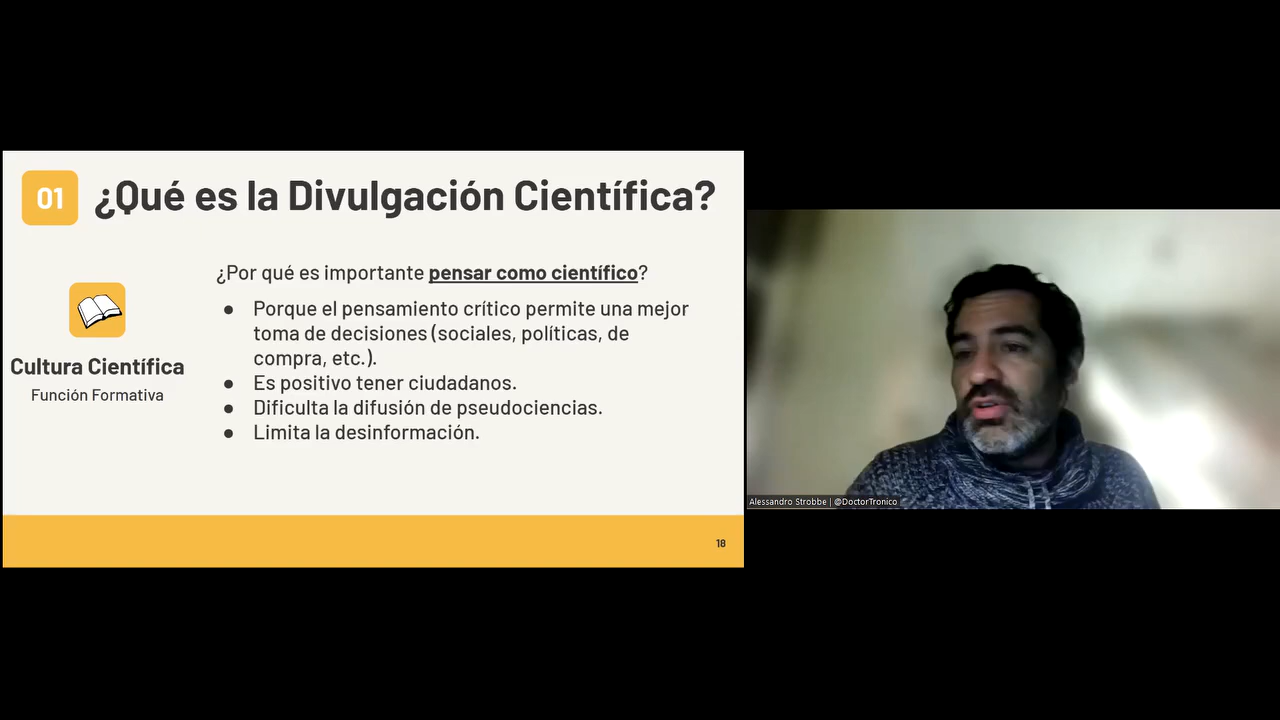 01
¿Qué es la Divulgación Científica?
Cultura Científica
Función Formativa
¿Por qué es importante pensar como científico?
● Porque el pensamiento crítico permite una mejor
toma de decisiones (sociales, políticas, de
compra, etc.).
● Es positivo tener ciudadanos.
● Dificulta la difusión de pseudociencias.
● Limita la desinformación.
18
Alessandro Strobbe | @DoctorTronico